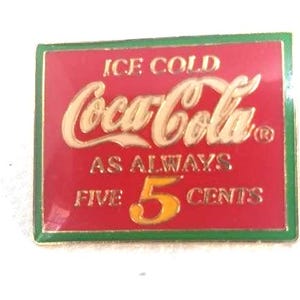 ICE COLD
Coca-Cola®
AS ALWAYS
FIVE 5 CENTS